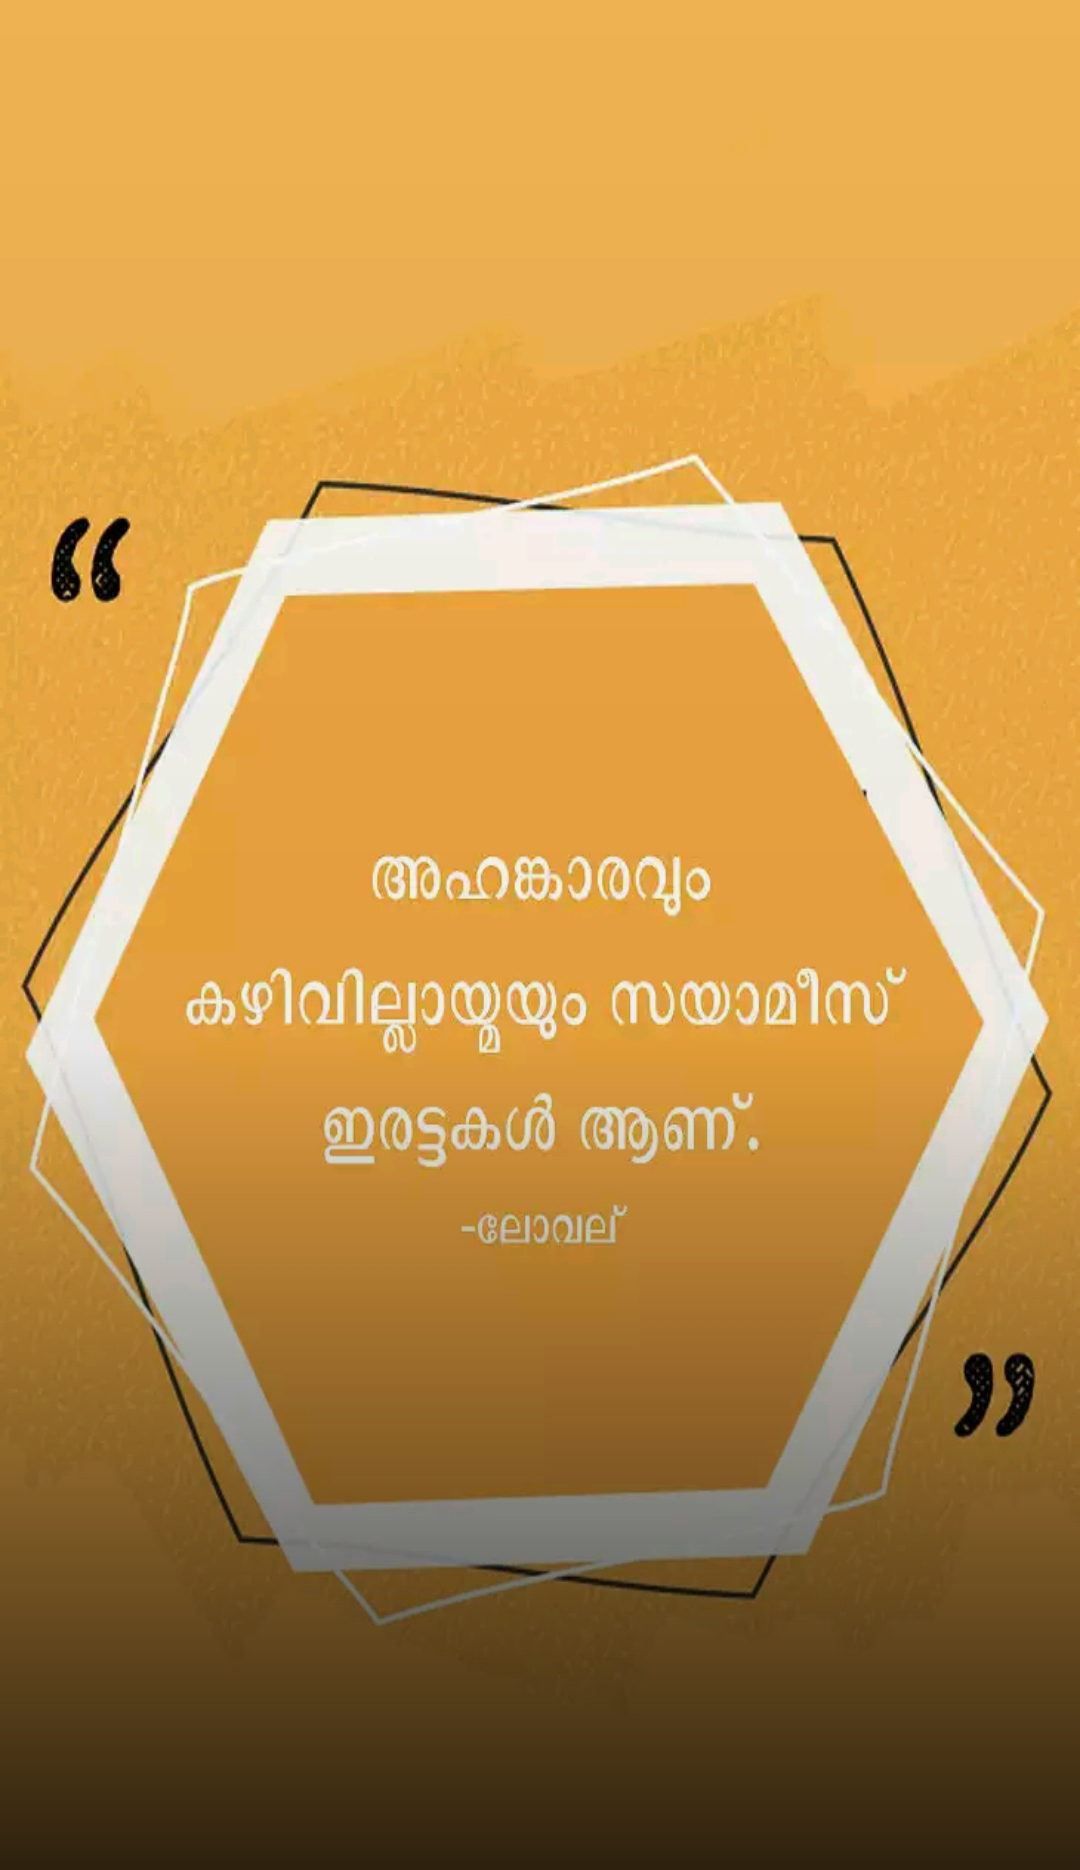 “
അഹങ്കാരവും
കഴിവില്ലായ്മയും സയാമീസ്
ഇരട്ടകൾ ആണ്.
-ലോവല്
”